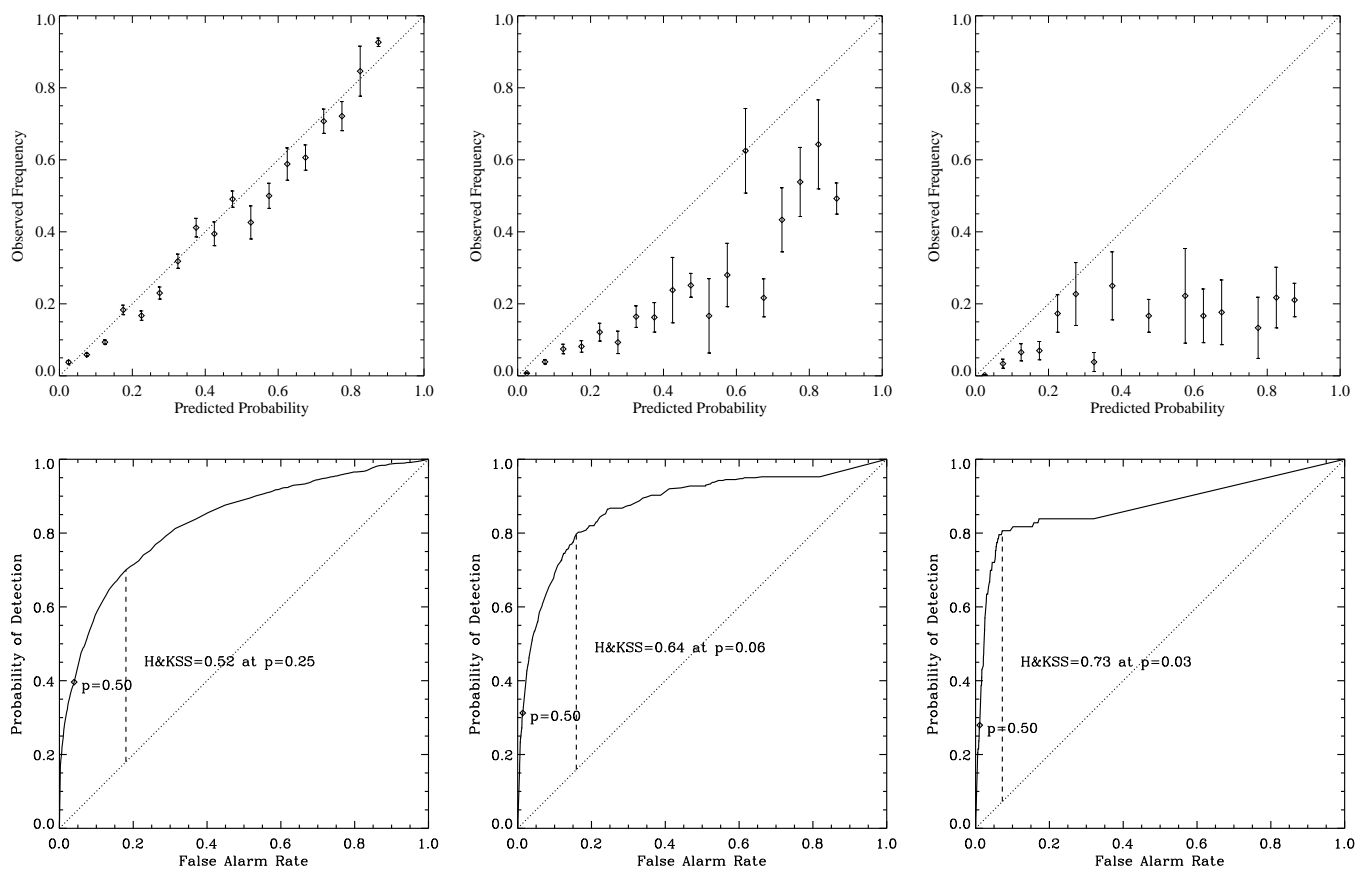 1.0
0.8
0.6
0.4
0.2
0.0
Observed Frequency
0.0 0.2 0.4 0.6 0.8 1.0
Predicted Probability
1.0
0.8
0.6
0.4
0.2
0.0
Observed Frequency
0.0 0.2 0.4 0.6 0.8 1.0
Predicted Probability
1.0
0.8
0.6
0.4
0.2
0.0
Observed Frequency
0.0 0.2 0.4 0.6 0.8 1.0
Predicted Probability
1.0
0.8
0.6
0.4
0.2
0.0
Probability of Detection
H&KSS=0.52 at p=0.25
p=0.50
0.0 0.2 0.4 0.6 0.8 1.0
False Alarm Rate
1.0
0.8
0.6
0.4
0.2
0.0
Probability of Detection
H&KSS=0.64 at p=0.06
p=0.50
0.0 0.2 0.4 0.6 0.8 1.0
False Alarm Rate
1.0
0.8
0.6
0.4
0.2
0.0
Probability of Detection
H&KSS=0.73 at p=0.03
p=0.50
0.0 0.2 0.4 0.6 0.8 1.0
False Alarm Rate